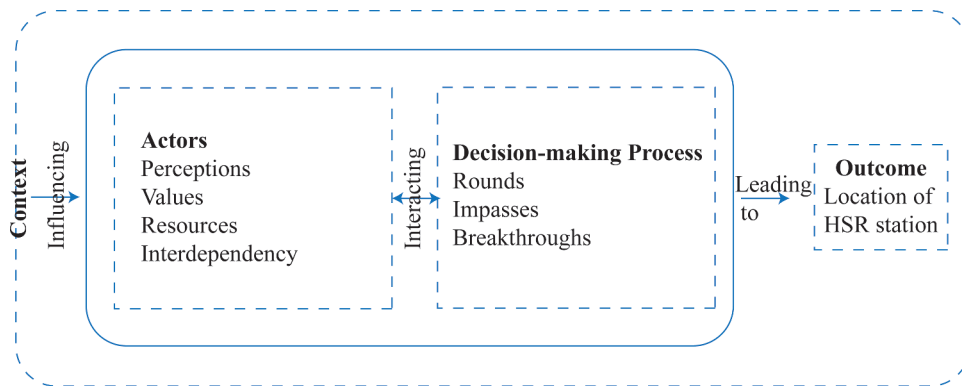 Context
Influencing
Actors
Perceptions
Values
Resources
Interdependency
Interacting
Decision-making Process
Rounds
Impasses
Breakthroughs
Leading
to
Outcome
Location of
HSR station